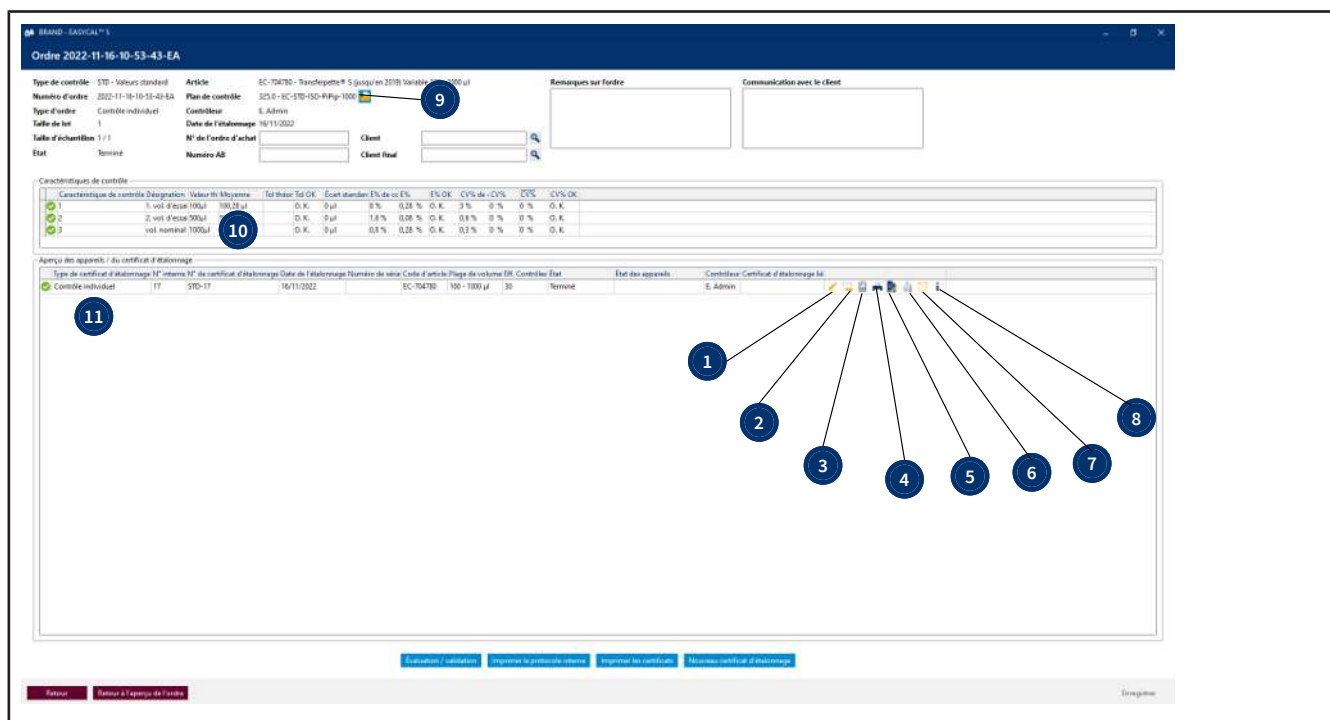 BRAND - EASYCAL™ 5
Ordre 2022-11-16-10-53-43-EA
Type de contrôle STD - Valeurs standard Article EC-704780 - Transferpette® S (jusqu'en 2019) Variable 1000 µl Remarques sur l'ordre Communication avec le client
Numéro d'ordre 2022-11-16-10-53-43-EA Plan de contrôle 325.0 - EC-STD-ISO-PiPip-1000 9
Type d'ordre Contrôle individuel Contrôleur E. Admin
Taille de lot 1 Date de l'étalonnage 16/11/2022
Taille d'échantillon 1 / 1 N° de l'ordre d'achat Client
État Terminé Numéro AB Client final
Caractéristiques de contrôle
Caractéristique de contrôle Désignation Valeur th Moyenne Tol théor Tol OK Écart standar E% de co E% E% OK CV% de CV% CV% CV% OK
1 1. vol. d'essai 100µl 100,28 µl O. K. 0 µl 8 % 0,28 % O. K. 3 % 0 % 0 % O. K.
2 2. vol. d'essai 500µl O. K. 0 µl 1,6 % 0,08 % O. K. 0,6 % 0 % 0 % O. K.
3 vol. nominal 1000µl 10 O. K. 0 µl 0,8 % 0,28 % O. K. 0,3 % 0 % 0 % O. K.
Aperçu des appareils / du certificat d'étalonnage
Type de certificat d'étalonnage N° interne N° de certificat d'étalonnage Date de l'étalonnage Numéro de série Code d'article Plage de volume Eff. Contrôles État État des appareils Contrôleur Certificat d'étalonnage lié
Contrôle individuel 17 STD-17 16/11/2022 EC-704780 100 - 1000 µl 30 Terminé E. Admin
11
1
2
3
4
5
6
7
8
Évaluation / validation Imprimer le protocole interne Imprimer les certificats Nouveau certificat d'étalonnage
Retour Retour à l'aperçu de l'ordre Enregistrer